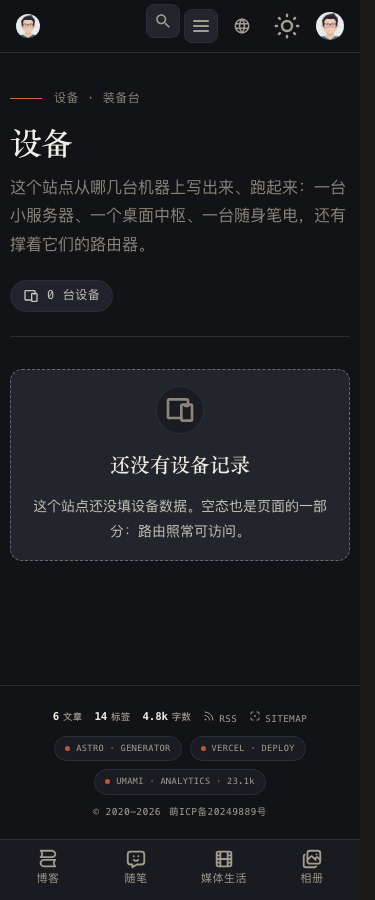 设备 · 装备台
设备
这个站点从哪几台机器上写出来、跑起来：一台
小服务器、一个桌面中枢、一台随身笔电，还有
撑着它们的路由器。
0 台设备
还没有设备记录
这个站点还没填设备数据。空态也是页面的一部
分：路由照常可访问。
6 文章 14 标签 4.8k 字数 RSS SITEMAP
ASTRO · GENERATOR VERCEL · DEPLOY
UMAMI · ANALYTICS · 23.1k
© 2020—2026 萌ICP备20249889号
博客 随笔 媒体生活 相册